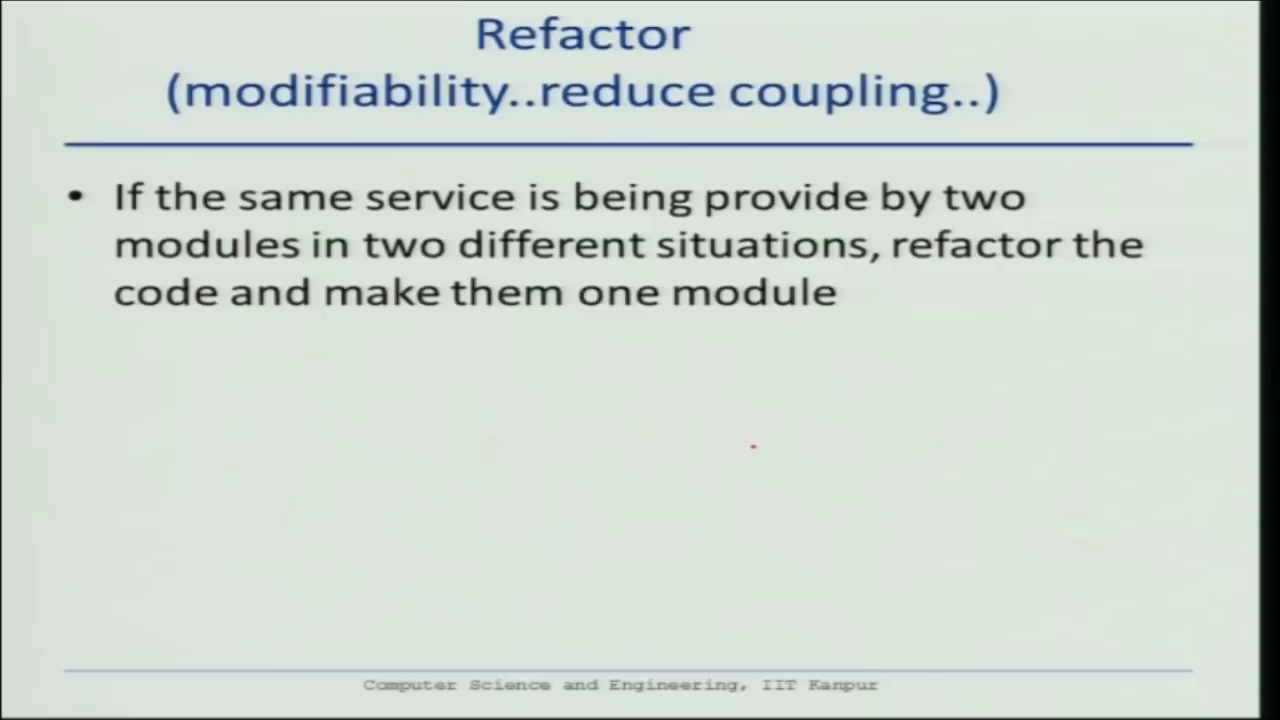 Refactor
(modifiability..reduce coupling..)
• If the same service is being provide by two
modules in two different situations, refactor the
code and make them one module
Computer Science and Engineering, IIT Kanpur